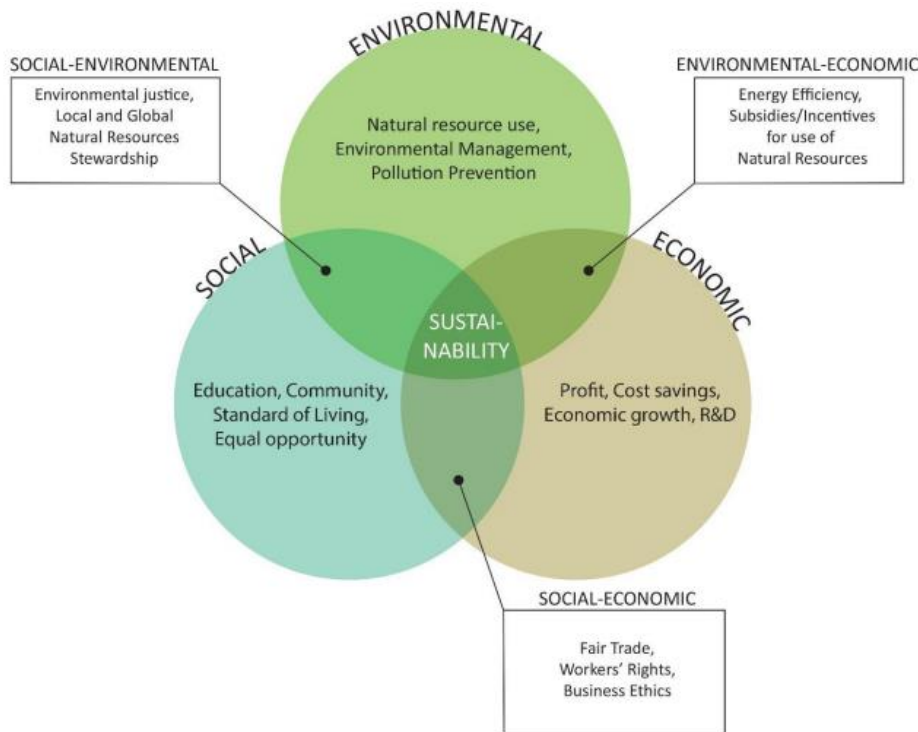 ENVIRONMENTAL
SOCIAL-ENVIRONMENTAL
Environmental justice,
Local and Global
Natural Resources
Stewardship
ENVIRONMENTAL-ECONOMIC
Energy Efficiency,
Subsidies/Incentives
for use of
Natural Resources
Natural resource use,
Environmental Management,
Pollution Prevention
SOCIAL
ECONOMIC
SUSTAI-
NABILITY
Education, Community,
Standard of Living,
Equal opportunity
Profit, Cost savings,
Economic growth, R&D
SOCIAL-ECONOMIC
Fair Trade,
Workers’ Rights,
Business Ethics